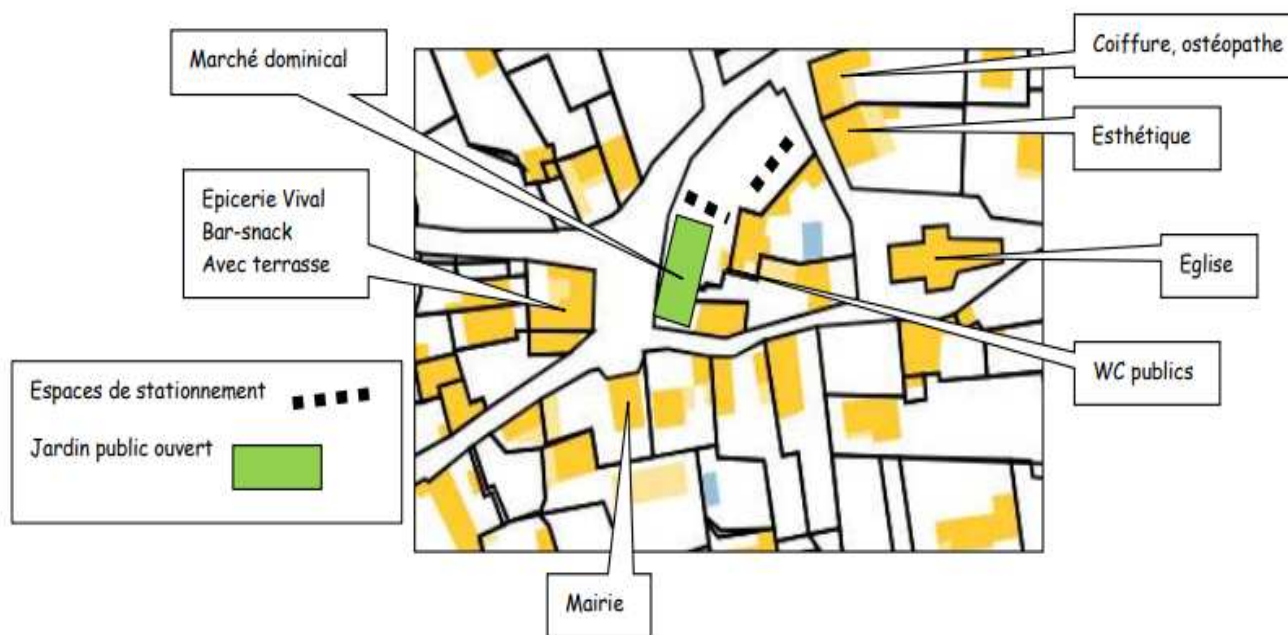 Marché dominical
Coiffure, ostéopathe
Esthétique
Epicerie Vival
Bar-snack
Avec terrasse
Eglise
WC publics
Espaces de stationnement
Jardin public ouvert
Mairie